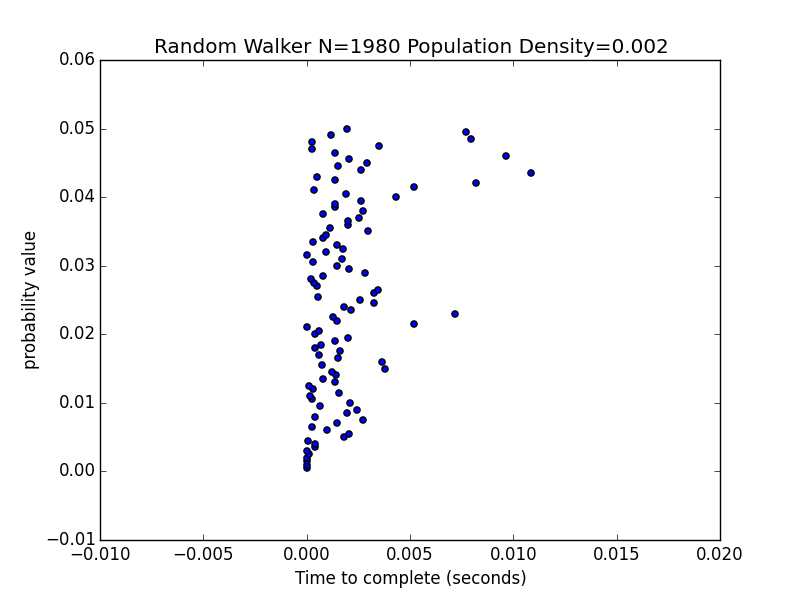 Random Walker N=1980 Population Density=0.002
0.06
0.05
0.04
0.03
0.02
0.01
0.00
−0.01
probability value
−0.010 −0.005 0.000 0.005 0.010 0.015 0.020
Time to complete (seconds)